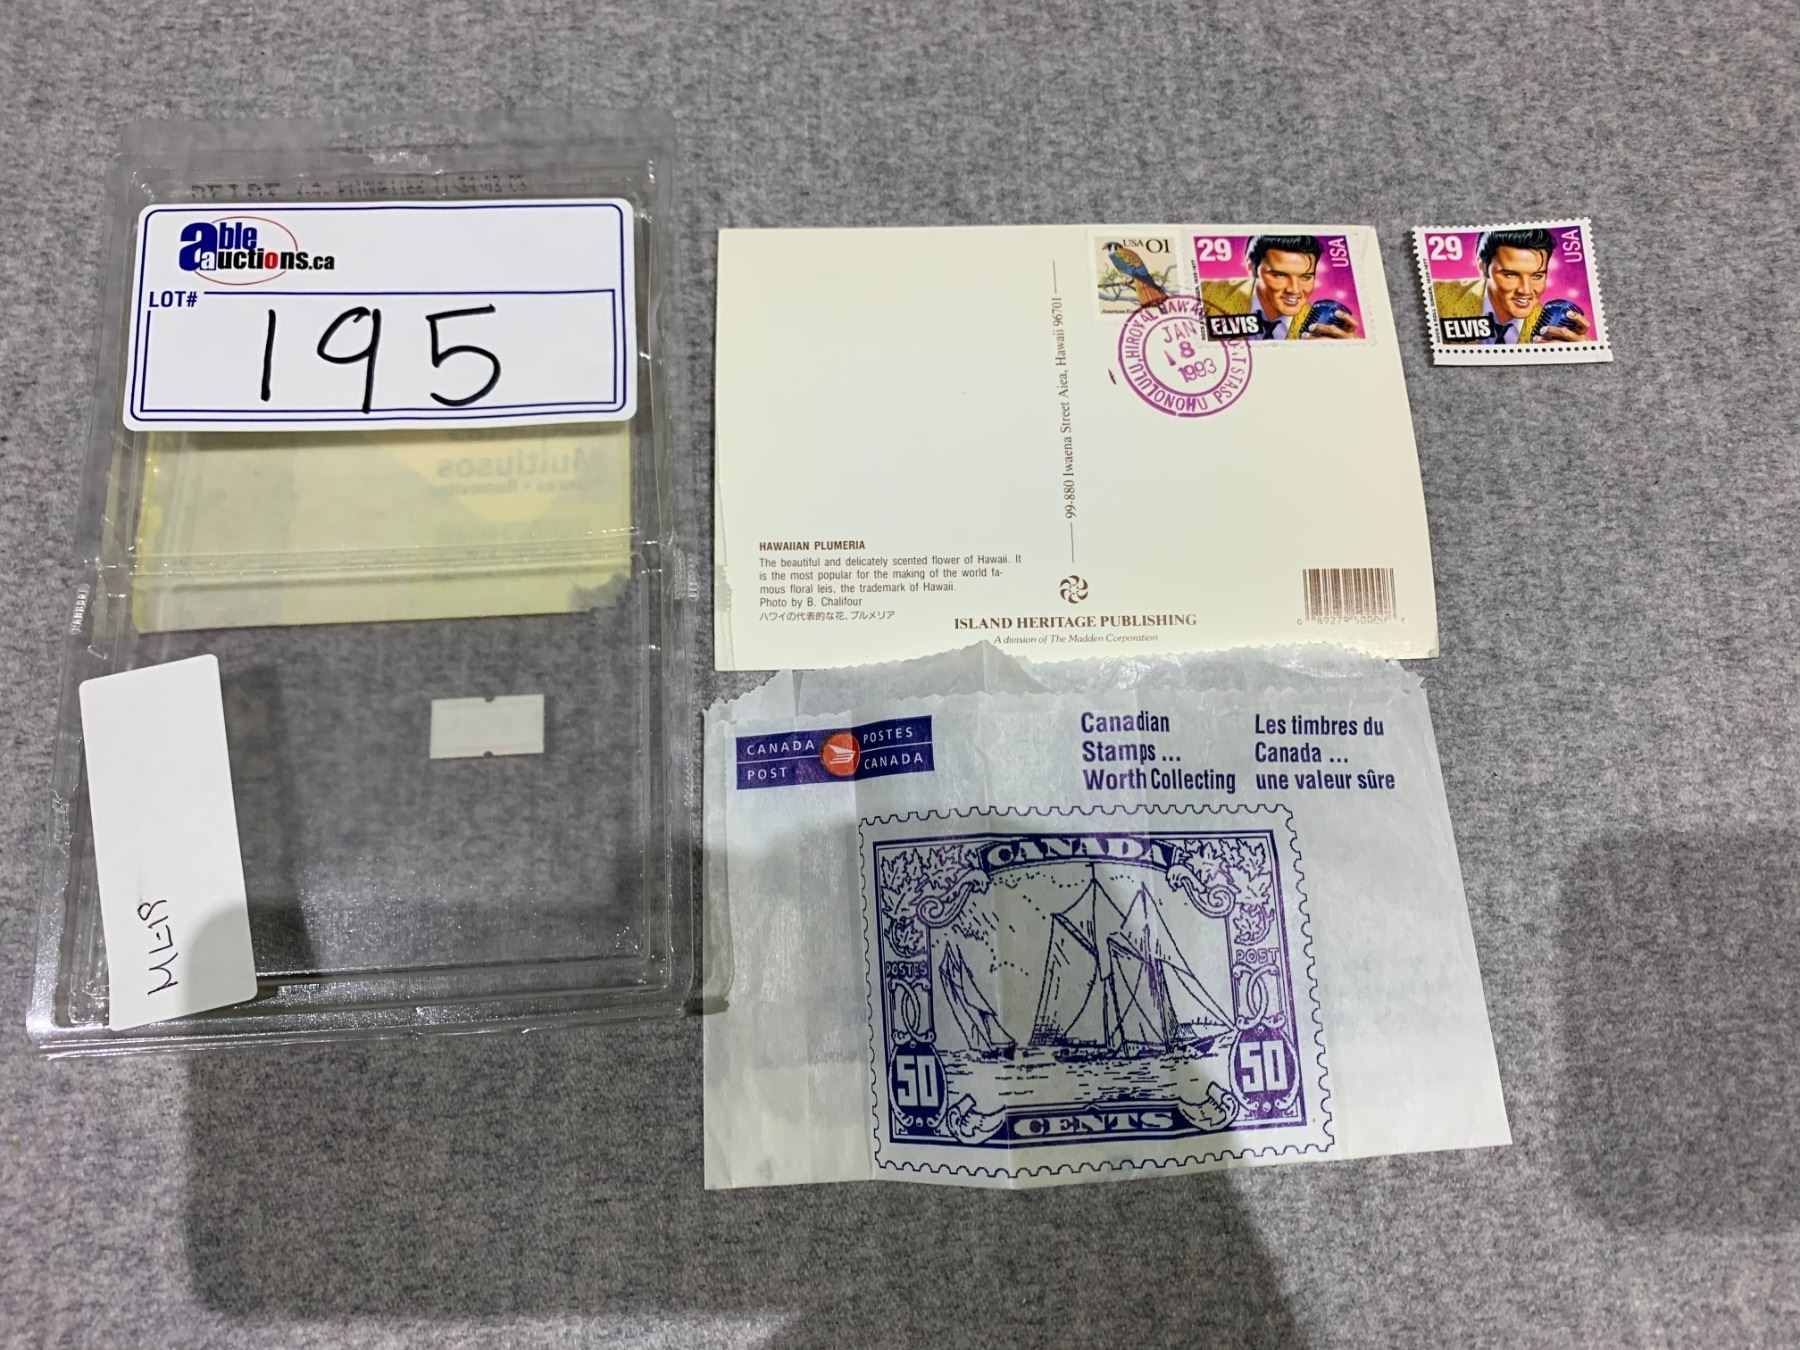 able
auctions.ca
LOT#
195
Multiusos
ML-19
USA 01
29
USA
ELVIS
JAN
8
1993
HONOLULU, HI
99-880 Iwaena Street Aiea, Hawaii 96701
HAWAIIAN PLUMERIA
The beautiful and delicately scented flower of Hawaii. It
is the most popular for the making of the world fa-
mous floral leis, the trademark of Hawaii.
Photo by B. Chalifour
ハワイの代表的な花、プルメリア
ISLAND HERITAGE PUBLISHING
A division of The Madden Corporation
29
USA
ELVIS
CANADA
POST
POSTES
CANADA
Canadian
Stamps ...
Worth Collecting
Les timbres du
Canada ...
une valeur sûre
CANADA
POSTES
POST
50
50
CENTS